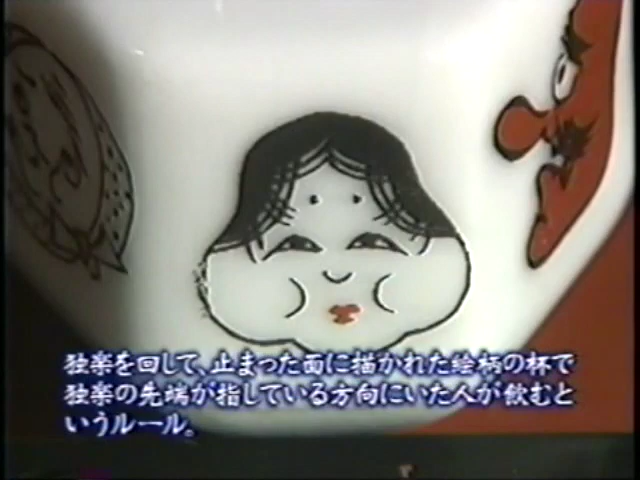 独楽を回して、止まった面に描かれた絵柄の杯で
独楽の先端が指している方向にいた人が飲むと
いうルール。